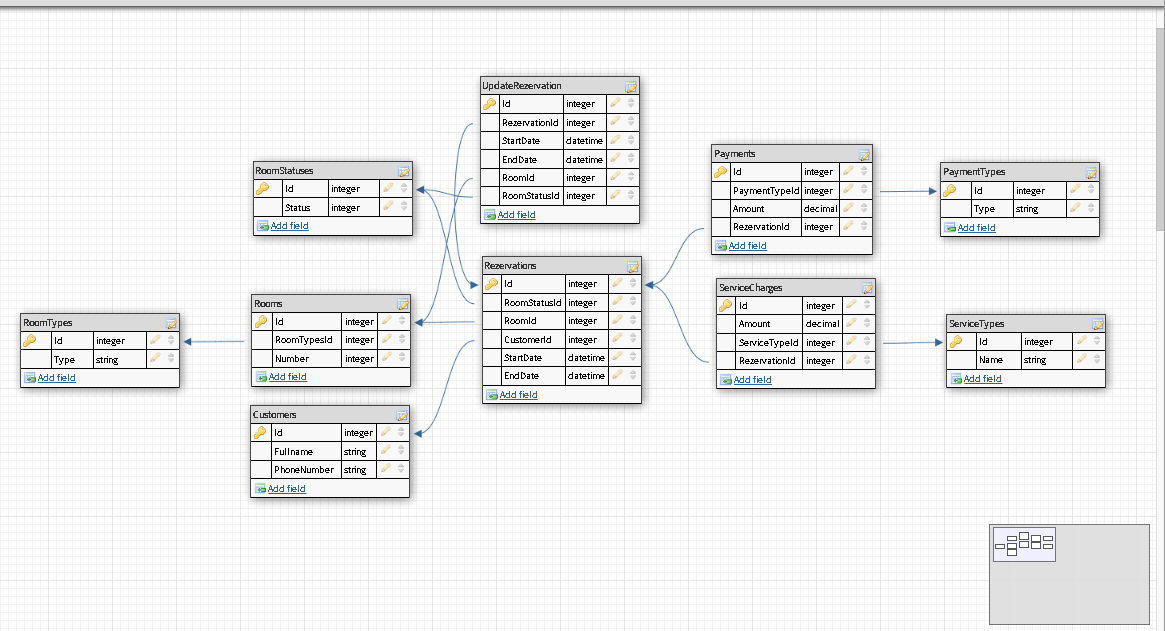 UpdateRezervation
Id integer
RezervationId integer
StartDate datetime
EndDate datetime
RoomId integer
RoomStatusId integer
Add field
RoomStatuses
Id integer
Status integer
Add field
Payments
Id integer
PaymentTypeId integer
Amount decimal
RezervationId integer
Add field
PaymentTypes
Id integer
Type string
Add field
Rezervations
Id integer
RoomStatusId integer
RoomId integer
CustomerId integer
StartDate datetime
EndDate datetime
Add field
ServiceCharges
Id integer
Amount decimal
ServiceTypeId integer
RezervationId integer
Add field
ServiceTypes
Id integer
Name string
Add field
Rooms
Id integer
RoomTypesId integer
Number integer
Add field
RoomTypes
Id integer
Type string
Add field
Customers
Id integer
Fullname string
PhoneNumber string
Add field